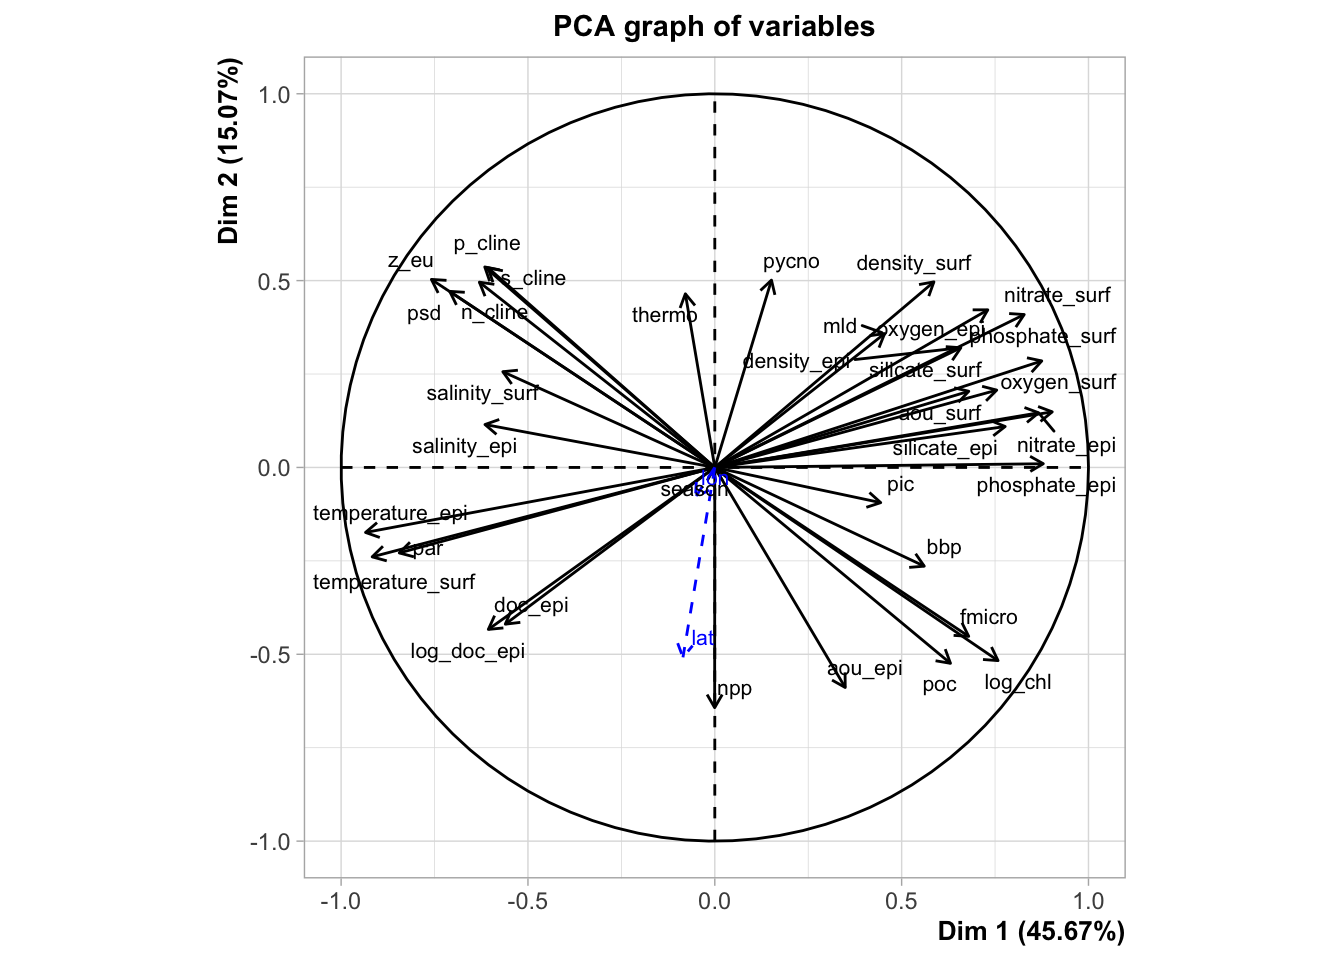 PCA graph of variables
Dim 2 (15.07%)
1.0
0.5
0.0
-0.5
-1.0
p_cline
z_eu
s_cline
psd
n_cline
thermo
pycno
density_surf
nitrate_surf
mld
oxygen_epi
phosphate_surf
density_epi
silicate_surf
oxygen_surf
salinity_surf
aou_surf
salinity_epi
silicate_epi
nitrate_epi
lon
season
pic
phosphate_epi
temperature_epi
par
bbp
temperature_surf
doc_epi
fmicro
log_doc_epi
lat
aou_epi
npp
poc
log_chl
-1.0
-0.5
0.0
0.5
1.0
Dim 1 (45.67%)